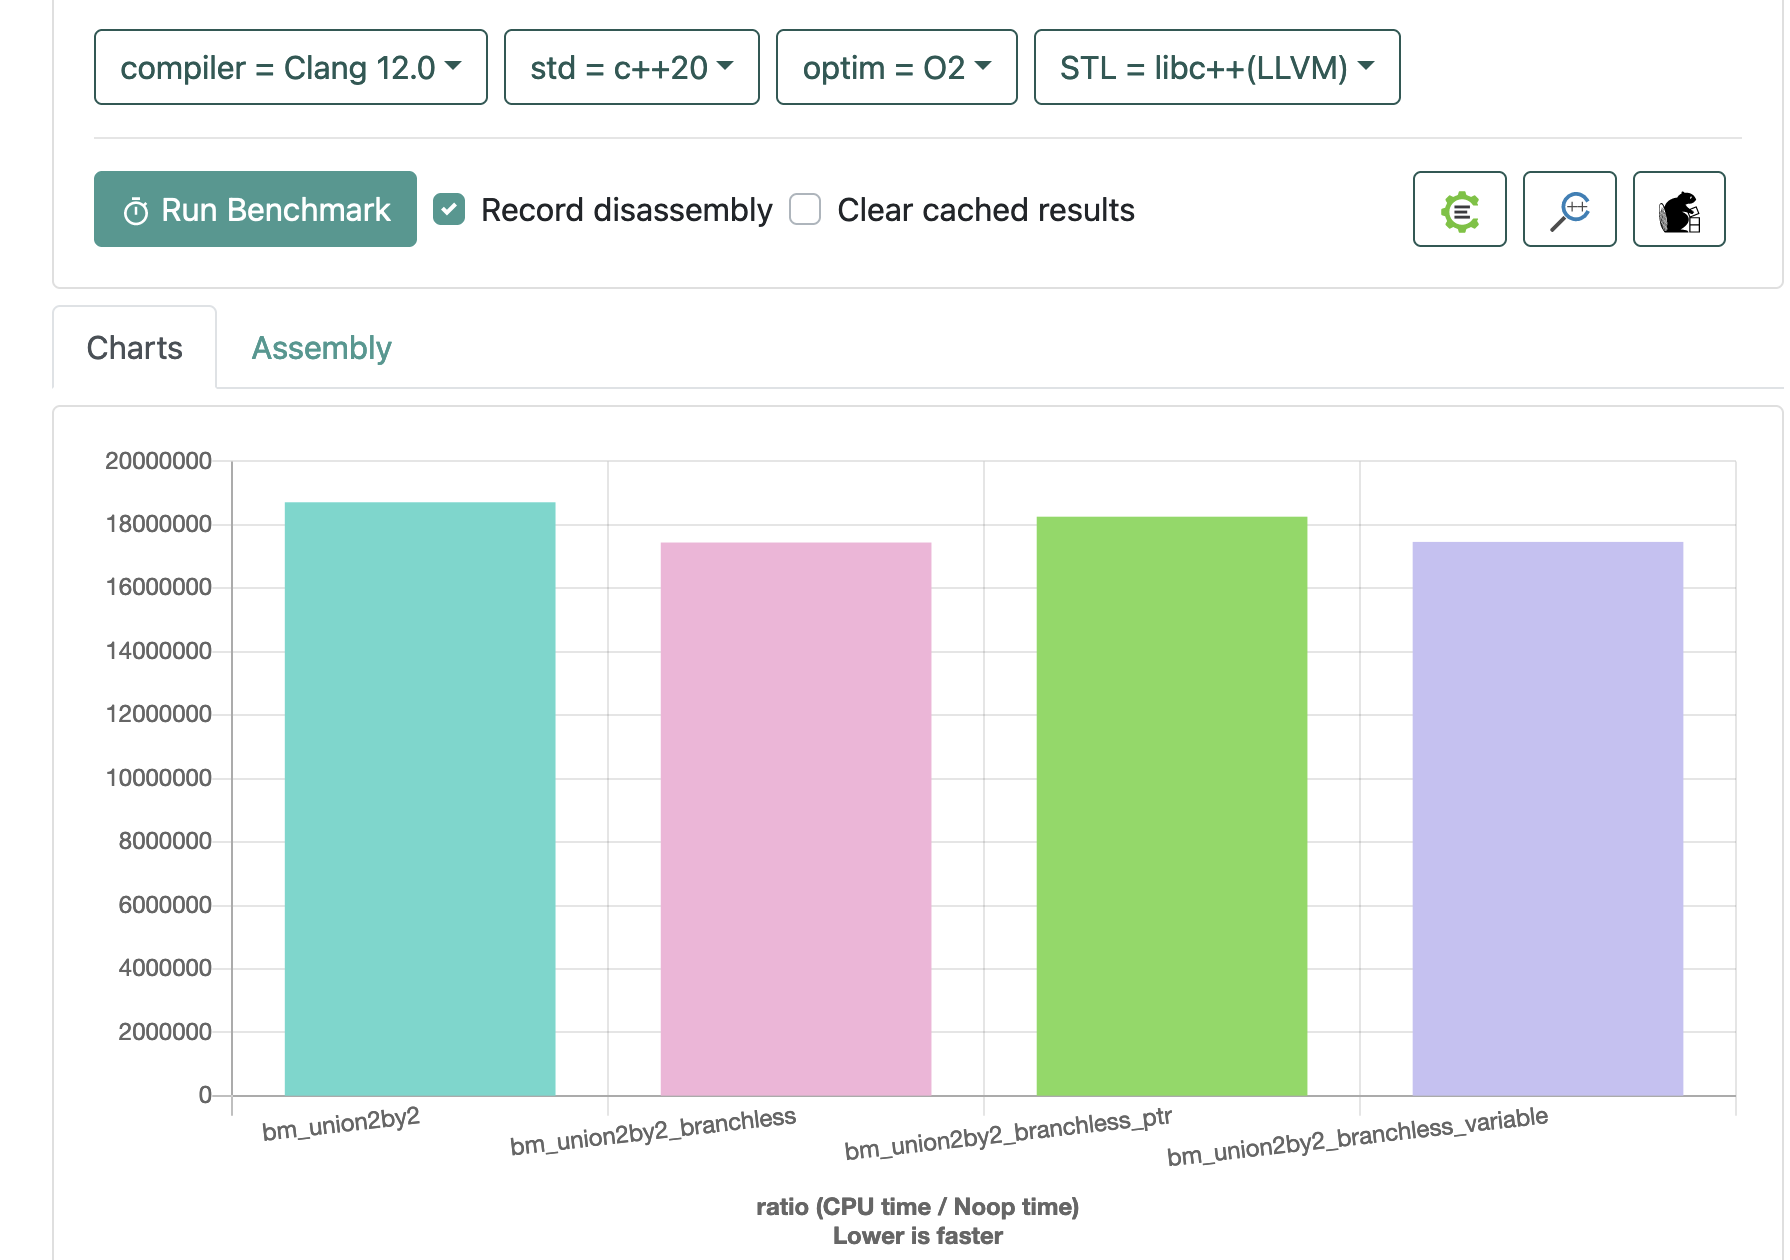 compiler = Clang 12.0 std = c++20 optim = O2 STL = libc++(LLVM)
Run Benchmark Record disassembly Clear cached results
Charts Assembly
20000000
18000000
16000000
14000000
12000000
10000000
8000000
6000000
4000000
2000000
0
bm_union2by2 bm_union2by2_branchless bm_union2by2_branchless_ptr bm_union2by2_branchless_variable
ratio (CPU time / Noop time)
Lower is faster